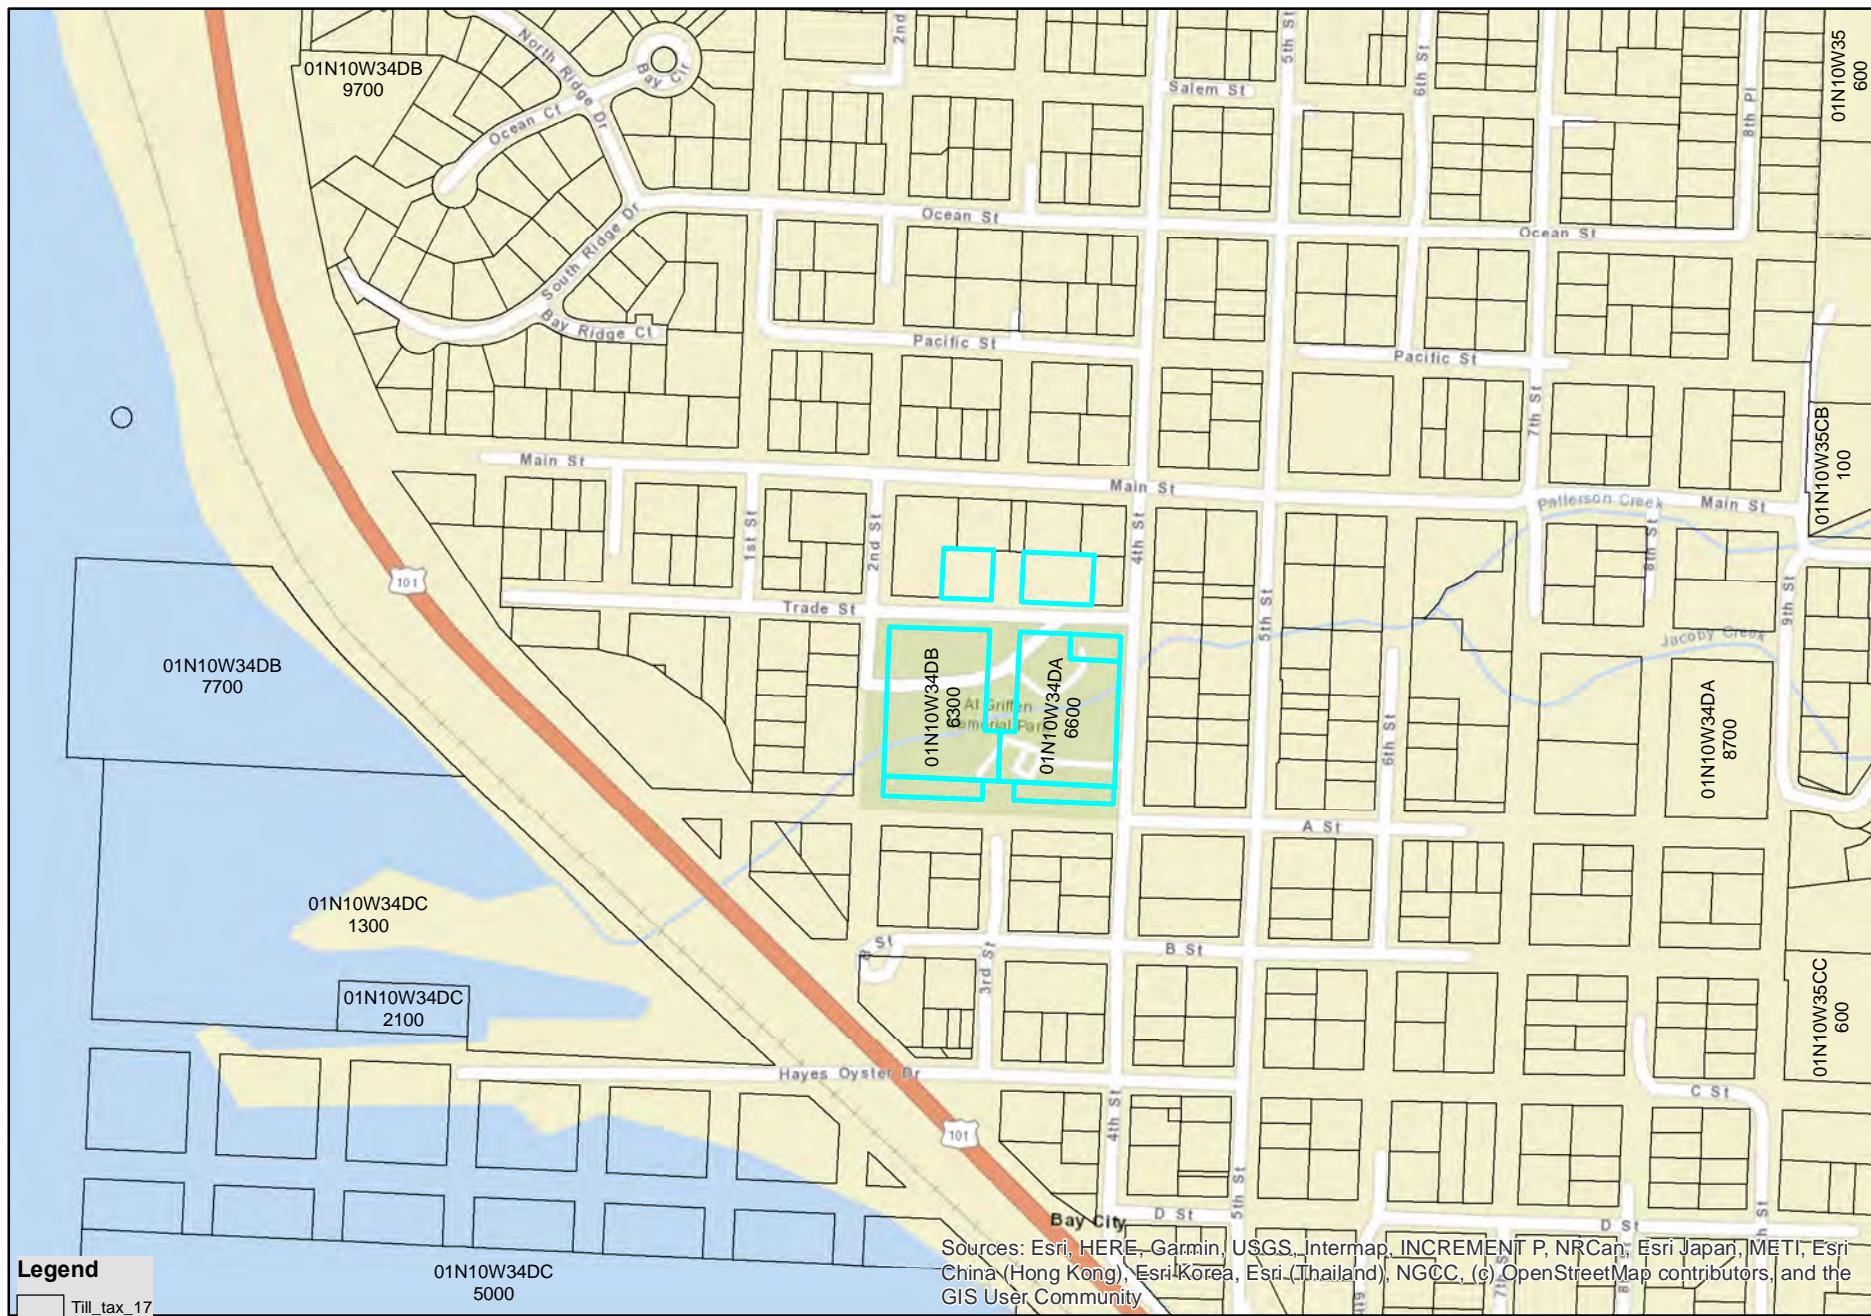 01N10W34DB
9700
North Ridge Dr
Bay Cir
Ocean Ct
2nd
Salem St
5th St
6th St
8th Pl
01N10W35
600
South Ridge Dr
Ocean St
Ocean St
Bay Ridge Ct
Pacific St
Pacific St
7th St
01N10W35CB
100
Main St
Main St
Patterson Creek
Main St
1st St
2nd St
4th St
8th St
101
Trade St
5th St
9th St
Jacoby Creek
01N10W34DB
7700
01N10W34DB
6300
Al Griffen
Memorial Park
01N10W34DA
6600
6th St
01N10W34DA
8700
A St
01N10W34DC
1300
B St
B St
3rd St
01N10W34DC
2100
01N10W35CC
600
Hayes Oyster Dr
C St
4th St
101
5th St
Bay City
D St
D St
7th St
Sources: Esri, HERE, Garmin, USGS, Intermap, INCREMENT P, NRCan, Esri Japan, METI, Esri
China (Hong Kong), Esri Korea, Esri (Thailand), NGCC, (c) OpenStreetMap contributors, and the
GIS User Community
01N10W34DC
5000
Legend
Till_tax_17